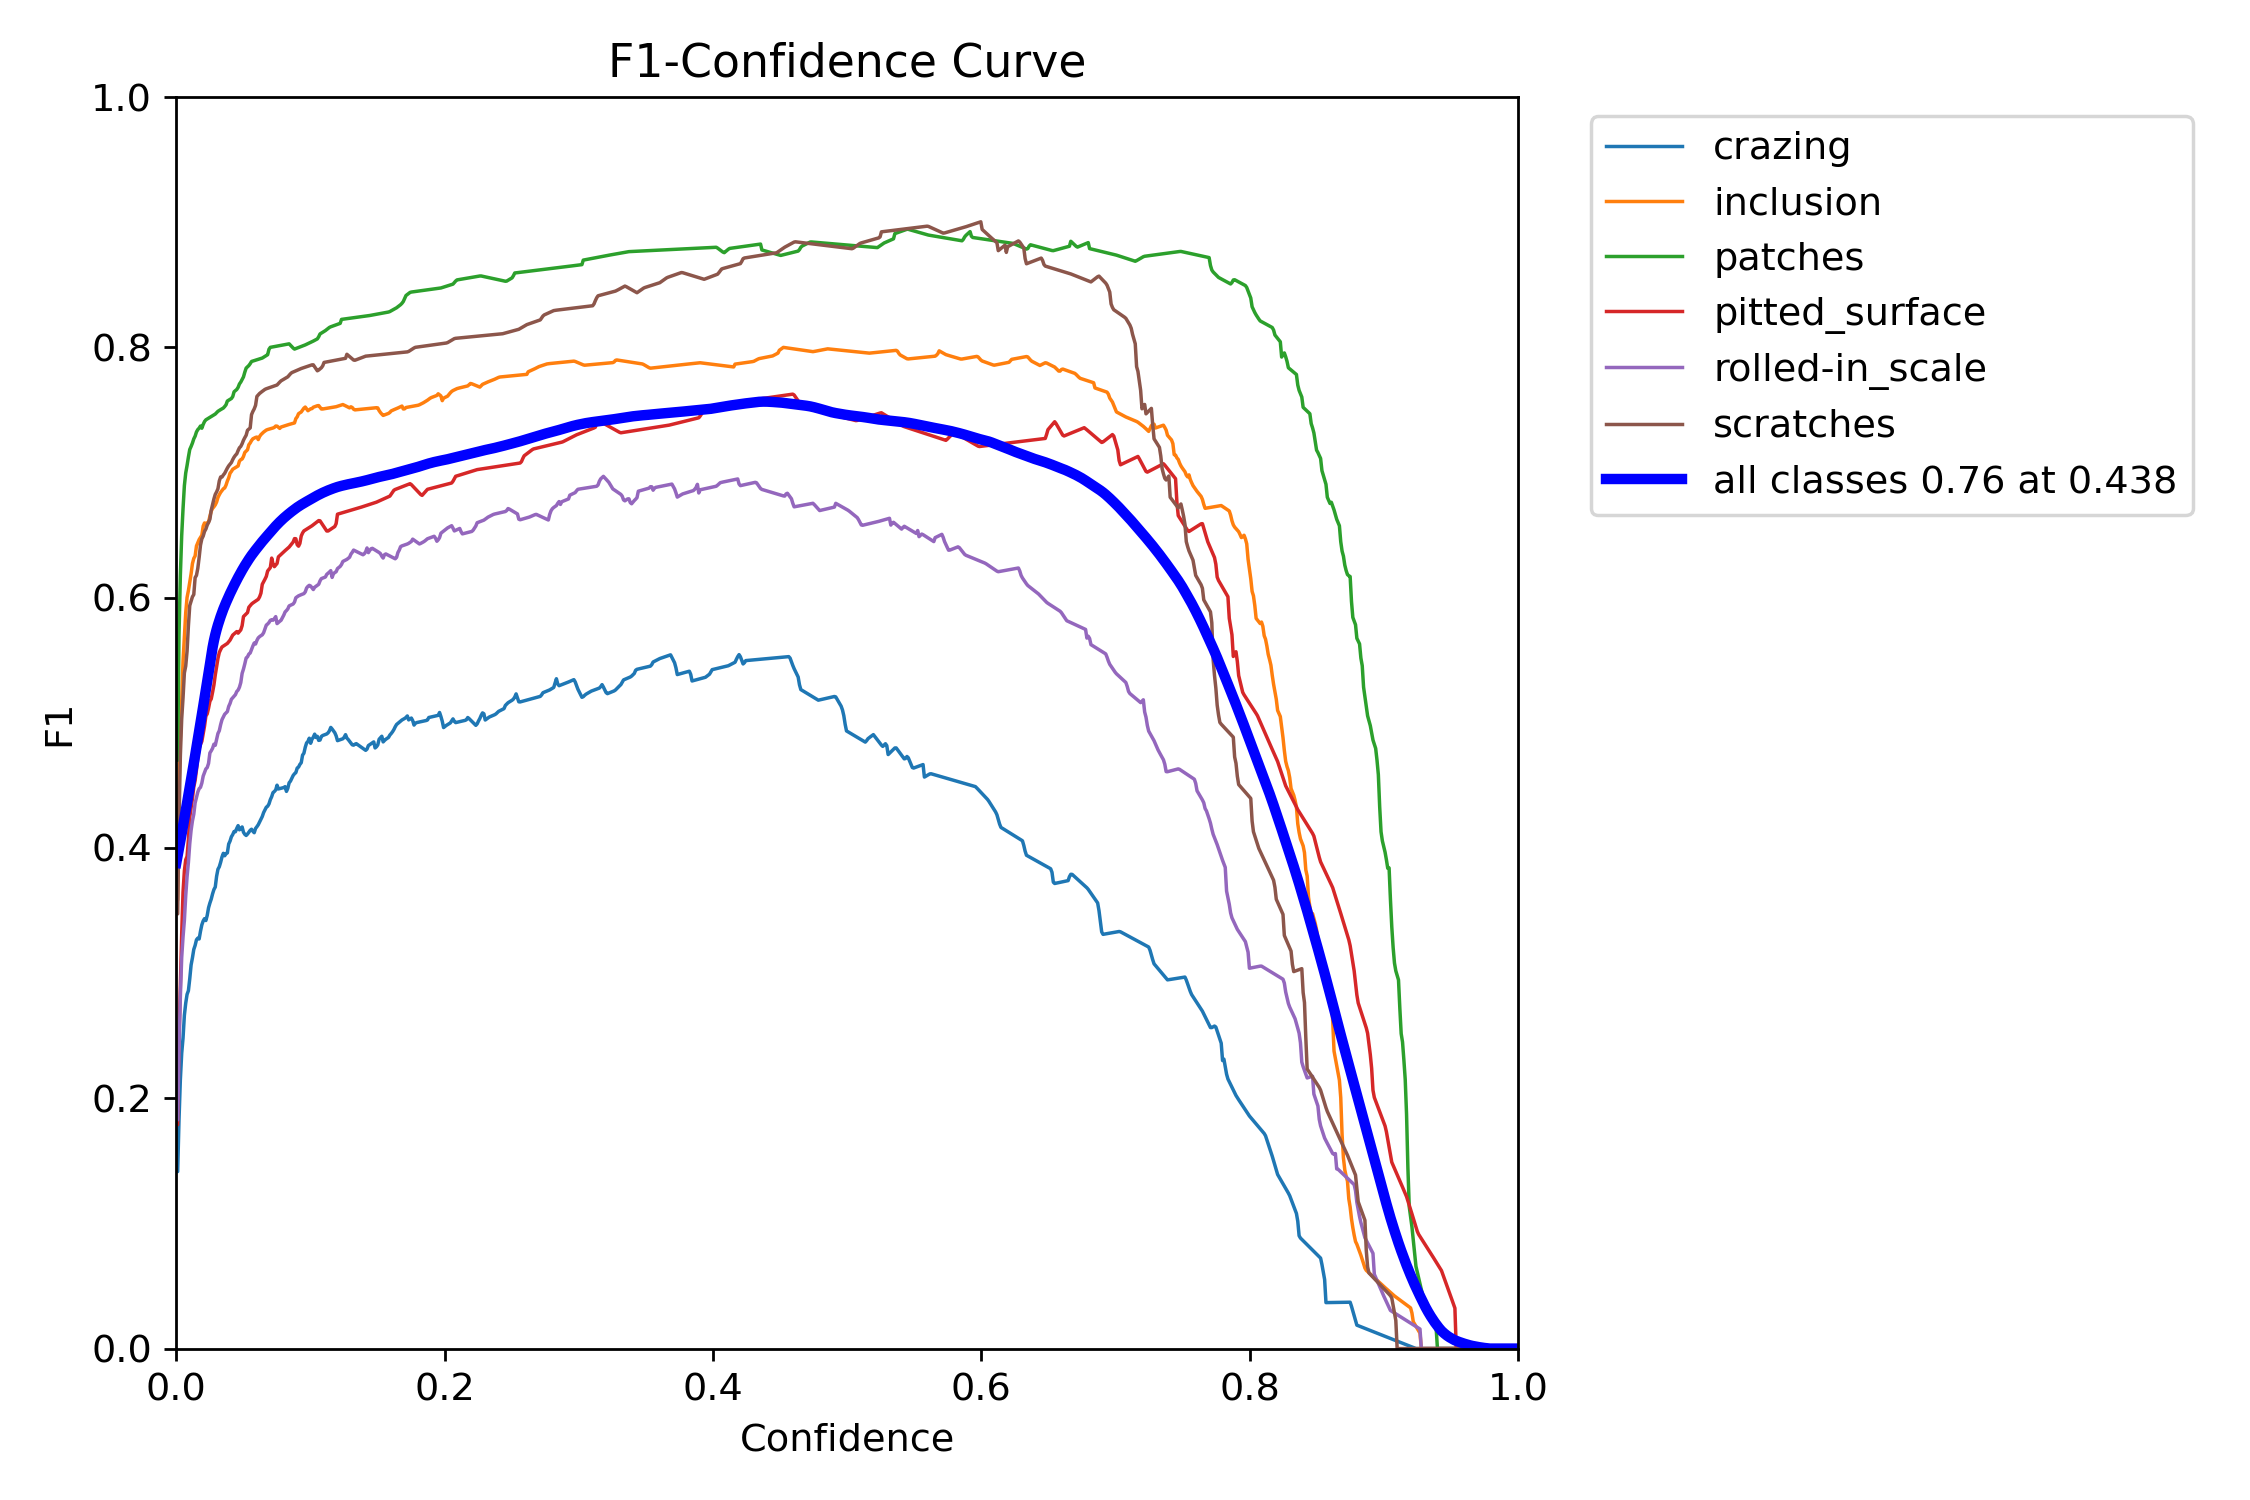 F1-Confidence Curve
1.0
0.8
0.6
0.4
0.2
0.0
F1
0.0 0.2 0.4 0.6 0.8 1.0
Confidence
crazing
inclusion
patches
pitted_surface
rolled-in_scale
scratches
all classes 0.76 at 0.438